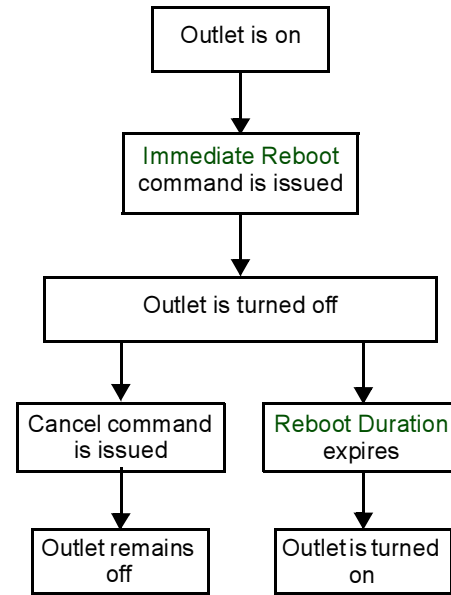 Outlet is on
Immediate Reboot
command is issued
Outlet is turned off
Cancel command
is issued
Reboot Duration
expires
Outlet remains
off
Outlet is turned
on